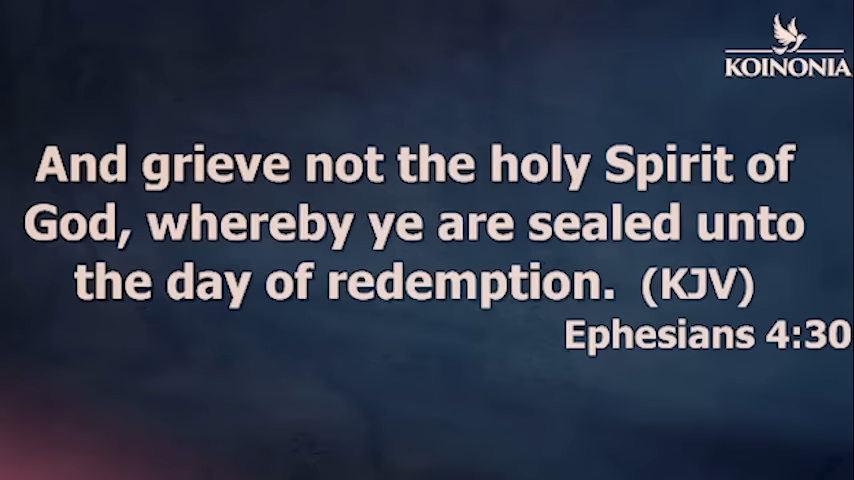 KOINONIA
And grieve not the holy Spirit of
God, whereby ye are sealed unto
the day of redemption. (KJV)
Ephesians 4:30